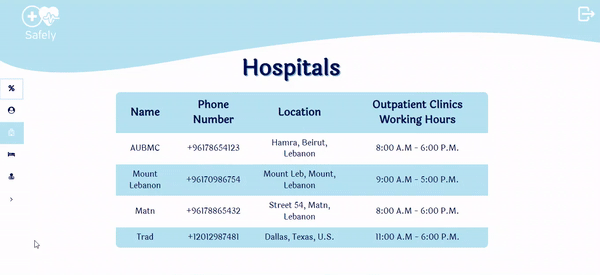 Safely
Hospitals
Name
Phone
Number
Location
Outpatient Clinics
Working Hours
AUBMC
+96178654123
Hamra, Beirut,
Lebanon
8:00 A.M - 6:00 P.M.
Mount
Lebanon
+96170986754
Mount Leb, Mount,
Lebanon
9:00 A.M - 5:00 P.M.
Matn
+96178865432
Street 54, Matn,
Lebanon
8:00 A.M - 6:00 P.M.
Trad
+12012987481
Dallas, Texas, U.S.
11:00 A.M - 6:00 P.M.